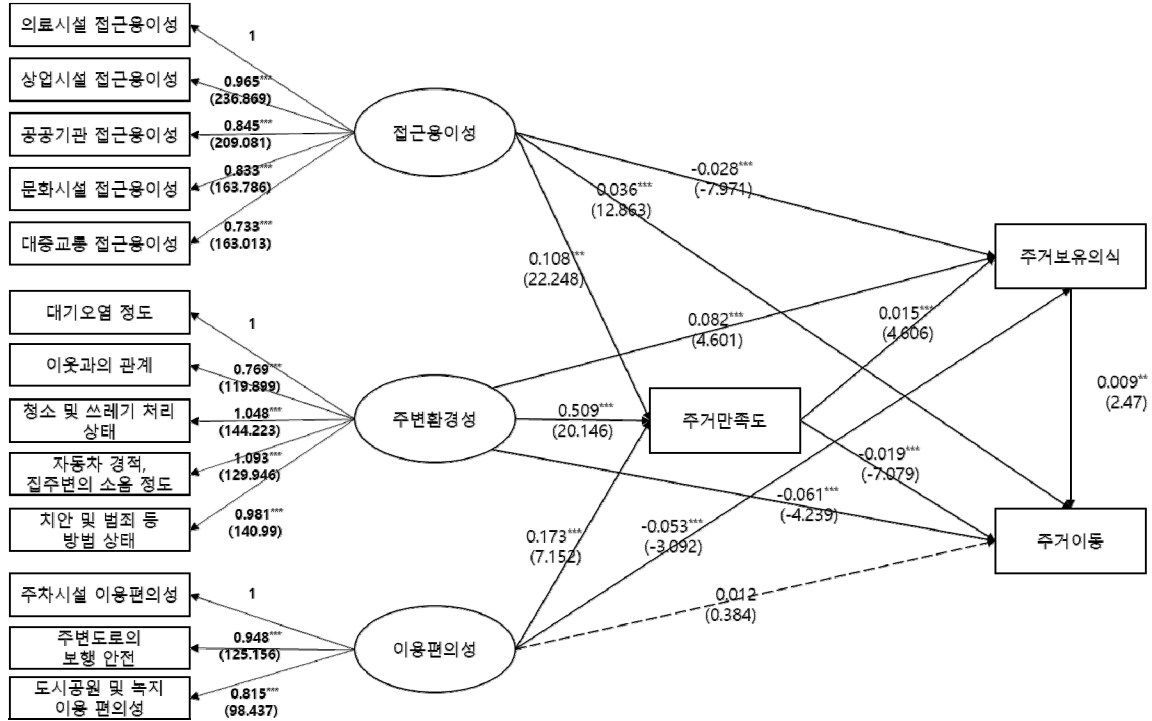 의료시설 접근용이성
1
상업시설 접근용이성
0.965***
(236.869)
공공기관 접근용이성
0.845***
(209.081)
문화시설 접근용이성
0.833***
(163.786)
대중교통 접근용이성
0.733***
(163.013)
접근용이성
대기오염 정도
1
이웃과의 관계
0.769***
(119.899)
청소 및 쓰레기 처리
상태
1.048***
(144.223)
자동차 경적,
집주변의 소음 정도
1.093***
(129.946)
치안 및 범죄 등
방범 상태
0.981***
(140.99)
주변환경성
주차시설 이용편의성
1
주변도로의
보행 안전
0.948***
(125.156)
도시공원 및 녹지
이용 편의성
0.815***
(98.437)
이용편의성
-0.028***
(-7.971)
0.036***
(12.863)
0.108***
(22.248)
0.082***
(4.601)
0.509***
(20.146)
주거만족도
0.015***
(4.606)
-0.019***
(-7.079)
-0.061***
(-4.239)
0.173***
(7.152)
-0.053***
(-3.092)
0.012
(0.384)
주거보유의식
0.009**
(2.47)
주거이동